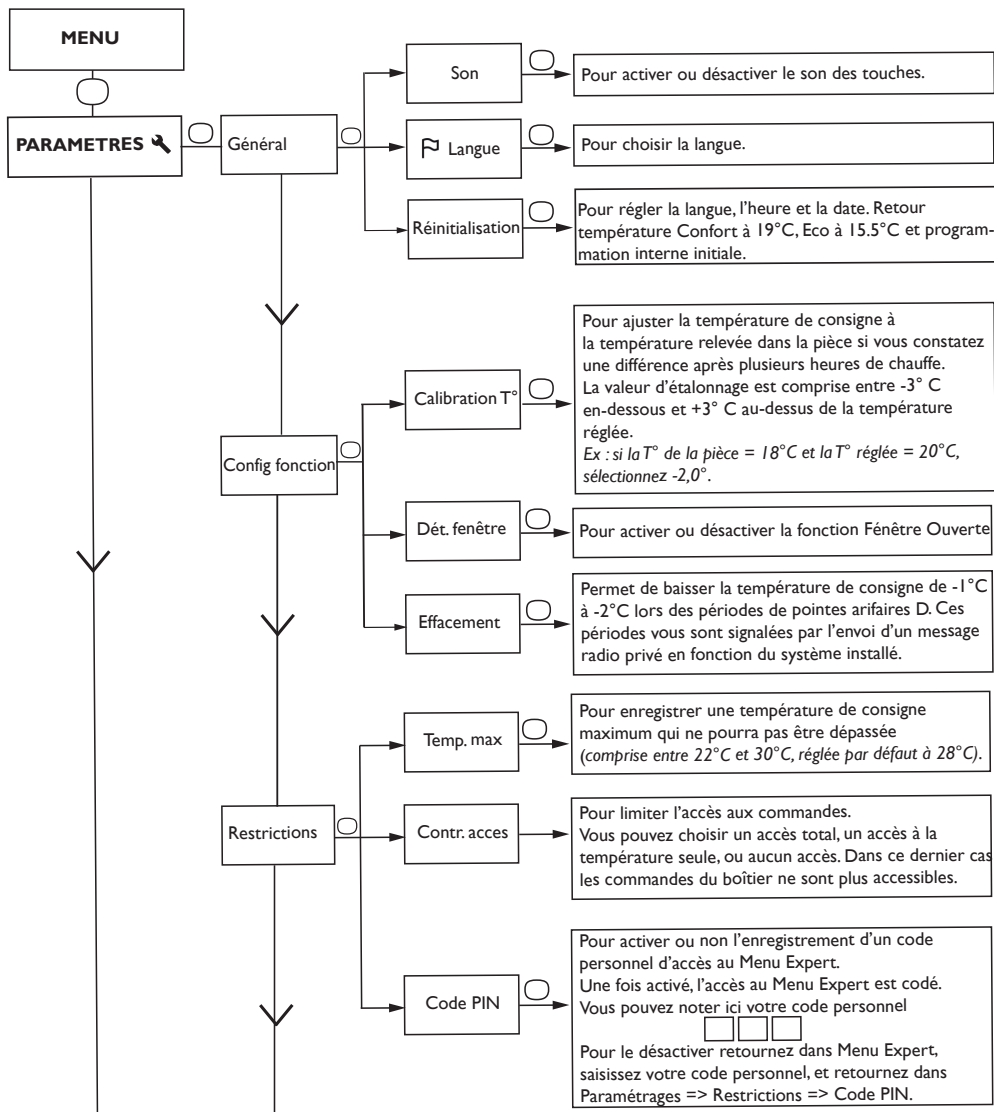 MENU
PARAMETRES
Général
Son
Pour activer ou désactiver le son des touches.
Langue
Pour choisir la langue.
Réinitialisation
Pour régler la langue, l'heure et la date. Retour
température Confort à 19°C, Eco à 15.5°C et program-
mation interne initiale.
Config fonction
Calibration T°
Pour ajuster la température de consigne à
la température relevée dans la pièce si vous constatez
une différence après plusieurs heures de chauffe.
La valeur d'étalonnage est comprise entre -3° C
en-dessous et +3° C au-dessus de la température
réglée.
Ex : si la T° de la pièce = 18°C et la T° réglée = 20°C,
sélectionnez -2,0°.
Dét. fenêtre
Pour activer ou désactiver la fonction Fénêtre Ouverte
Effacement
Permet de baisser la température de consigne de -1°C
à -2°C lors des périodes de pointes arifaires D. Ces
périodes vous sont signalées par l'envoi d'un message
radio privé en fonction du système installé.
Restrictions
Temp. max
Pour enregistrer une température de consigne
maximum qui ne pourra pas être dépassée
(comprise entre 22°C et 30°C, réglée par défaut à 28°C).
Contr. acces
Pour limiter l'accès aux commandes.
Vous pouvez choisir un accès total, un accès à la
température seule, ou aucun accès. Dans ce dernier cas
les commandes du boîtier ne sont plus accessibles.
Code PIN
Pour activer ou non l'enregistrement d'un code
personnel d'accès au Menu Expert.
Une fois activé, l'accès au Menu Expert est codé.
Vous pouvez noter ici votre code personnel
Pour le désactiver retournez dans Menu Expert,
saisissez votre code personnel, et retournez dans
Paramétrages => Restrictions => Code PIN.